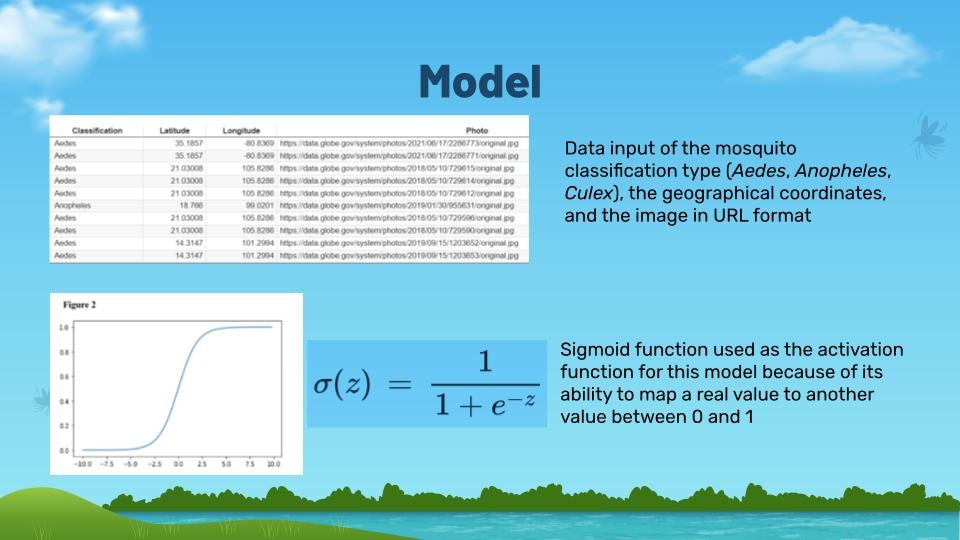 Model
Classification Latitude Longitude Photo
Aedes 35.1857 -80.8369 https://data.globe.gov/system/photos/2021/06/17/2286773/original.jpg
Aedes 35.1857 -80.8369 https://data.globe.gov/system/photos/2021/06/17/2286771/original.jpg
Aedes 21.03008 105.8286 https://data.globe.gov/system/photos/2018/05/10/729615/original.jpg
Aedes 21.03008 105.8286 https://data.globe.gov/system/photos/2018/05/10/729614/original.jpg
Aedes 21.03008 105.8286 https://data.globe.gov/system/photos/2018/05/10/729612/original.jpg
Anopheles 18.766 99.0201 https://data.globe.gov/system/photos/2019/01/30/955631/original.jpg
Aedes 21.03008 105.8286 https://data.globe.gov/system/photos/2018/05/10/729596/original.jpg
Aedes 21.03008 105.8286 https://data.globe.gov/system/photos/2018/05/10/729590/original.jpg
Aedes 14.3147 101.2994 https://data.globe.gov/system/photos/2019/09/15/1203652/original.jpg
Aedes 14.3147 101.2994 https://data.globe.gov/system/photos/2019/09/15/1203653/original.jpg
Data input of the mosquito
classification type (Aedes, Anopheles,
Culex), the geographical coordinates,
and the image in URL format
Figure 2
1.0
0.8
0.6
0.4
0.2
0.0
−10.0 −7.5 −5.0 −2.5 0.0 2.5 5.0 7.5 10.0
σ(z) = 1 / (1 + e^{−z})
Sigmoid function used as the activation
function for this model because of its
ability to map a real value to another
value between 0 and 1